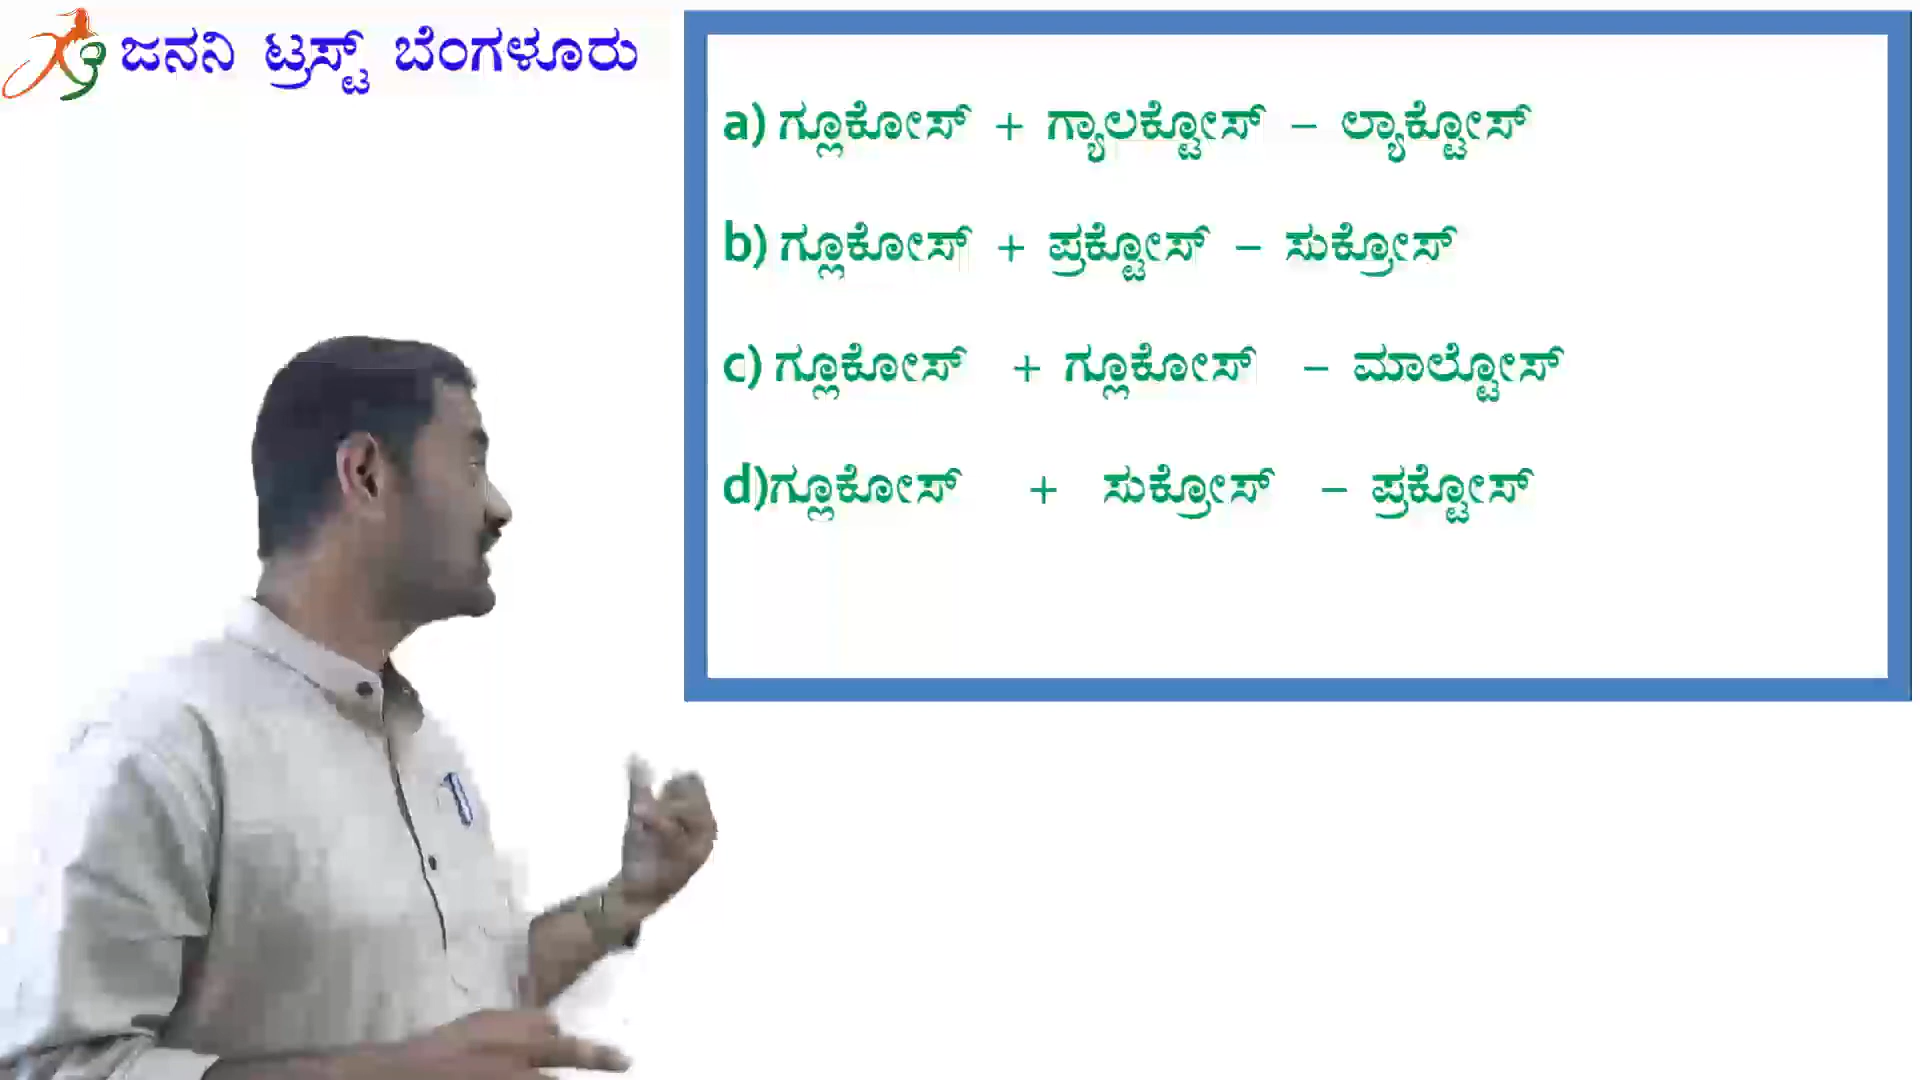 ಜನನಿ ಟ್ರಸ್ಟ್ ಬೆಂಗಳೂರು
a) ಗ್ಲೂಕೋಸ್ + ಗ್ಯಾಲಕ್ಟೋಸ್ – ಲ್ಯಾಕ್ಟೋಸ್
b) ಗ್ಲೂಕೋಸ್ + ಪ್ರಕ್ಟೋಸ್ – ಸುಕ್ರೋಸ್
c) ಗ್ಲೂಕೋಸ್ + ಗ್ಲೂಕೋಸ್ – ಮಾಲ್ಟೋಸ್
d)ಗ್ಲೂಕೋಸ್ + ಸುಕ್ರೋಸ್ – ಪ್ರಕ್ಟೋಸ್